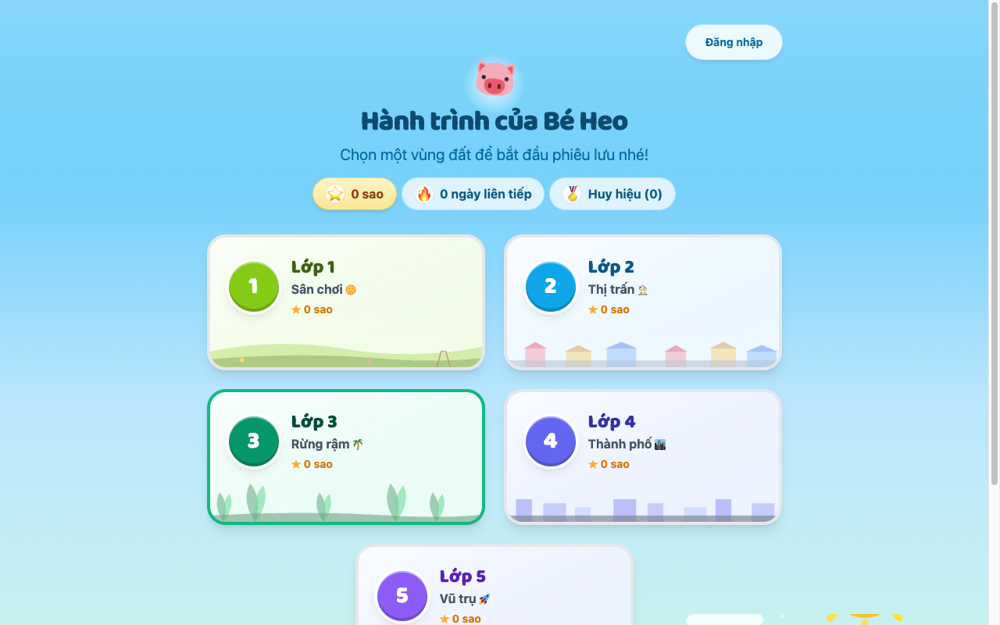 Đăng nhập
Hành trình của Bé Heo
Chọn một vùng đất để bắt đầu phiêu lưu nhé!
0 sao
0 ngày liên tiếp
Huy hiệu (0)
1
Lớp 1
Sân chơi
0 sao
2
Lớp 2
Thị trấn
0 sao
3
Lớp 3
Rừng rậm
0 sao
4
Lớp 4
Thành phố
0 sao
5
Lớp 5
Vũ trụ
0 sao